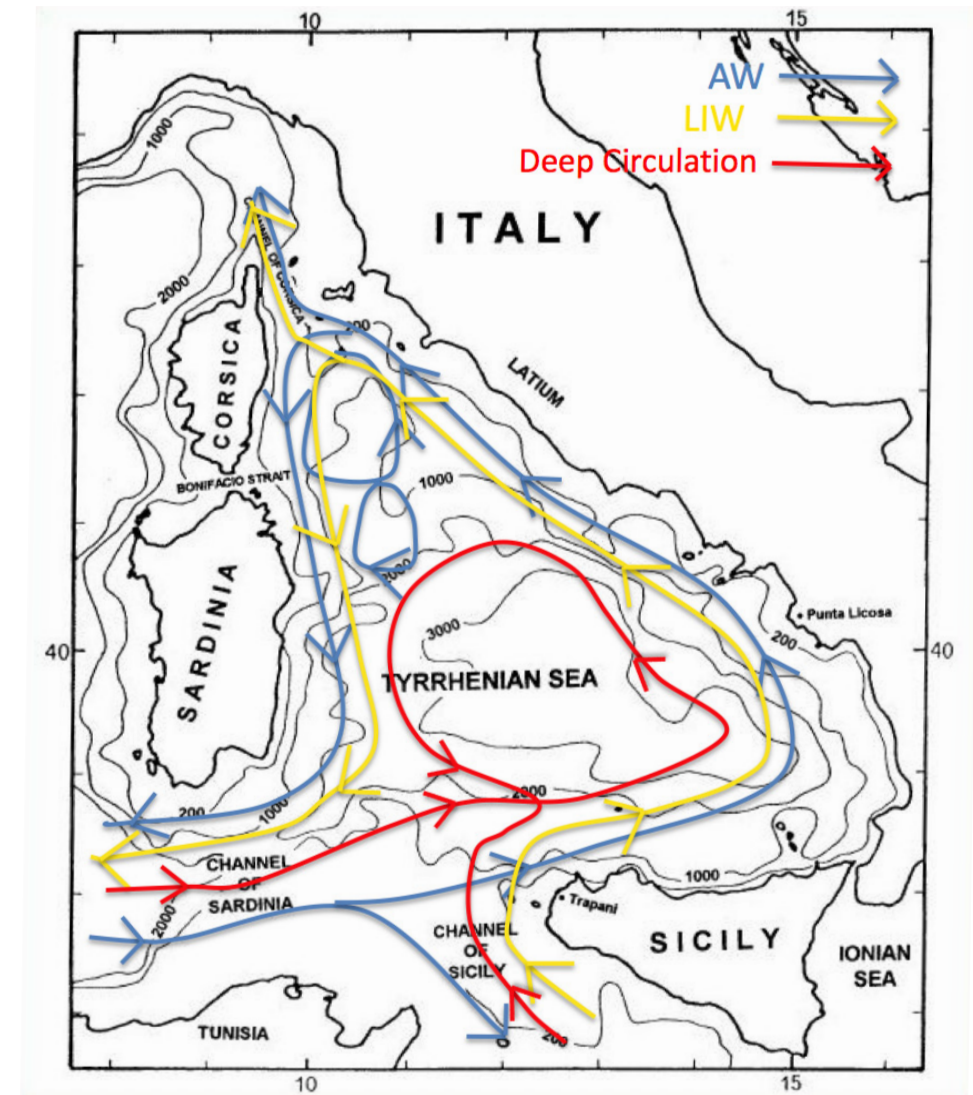 10 15
AW
LIW
Deep Circulation
1000
ITALY
2000
CHANNEL OF CORSICA
200
CORSICA
LATIUM
BONIFACIO STRAIT
1000
2000
SARDINIA
3000
Punta Licosa
200
40 40
TYRRHENIAN SEA
2000
200
1000
CHANNEL
OF
SARDINIA
1000
2000
Trapani
CHANNEL
OF
SICILY
SICILY
IONIAN
SEA
TUNISIA
200
10 15